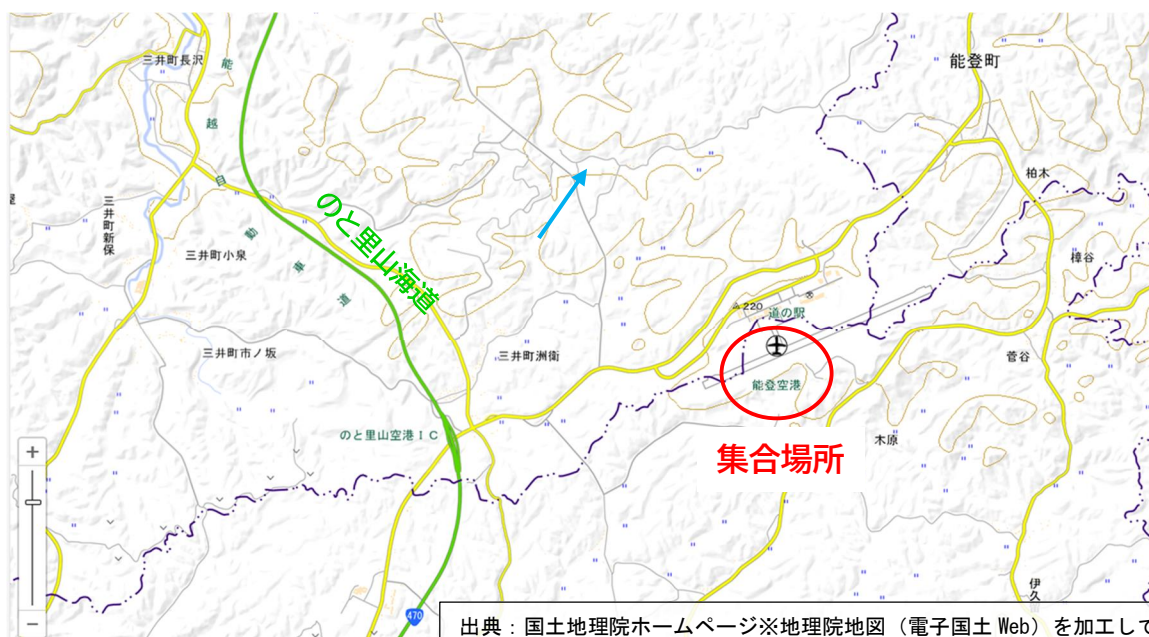 三井町長沢
能越自動車道
能登町
柏木
のと里山海道
三井町新保
三井町小泉
樟谷
220
道の駅
三井町市ノ坂
三井町洲衛
菅谷
能登空港
のと里山空港IC
木原
集合場所
+
伊久
470
−
出典:国土地理院ホームページ※地理院地図(電子国土Web)を加工して